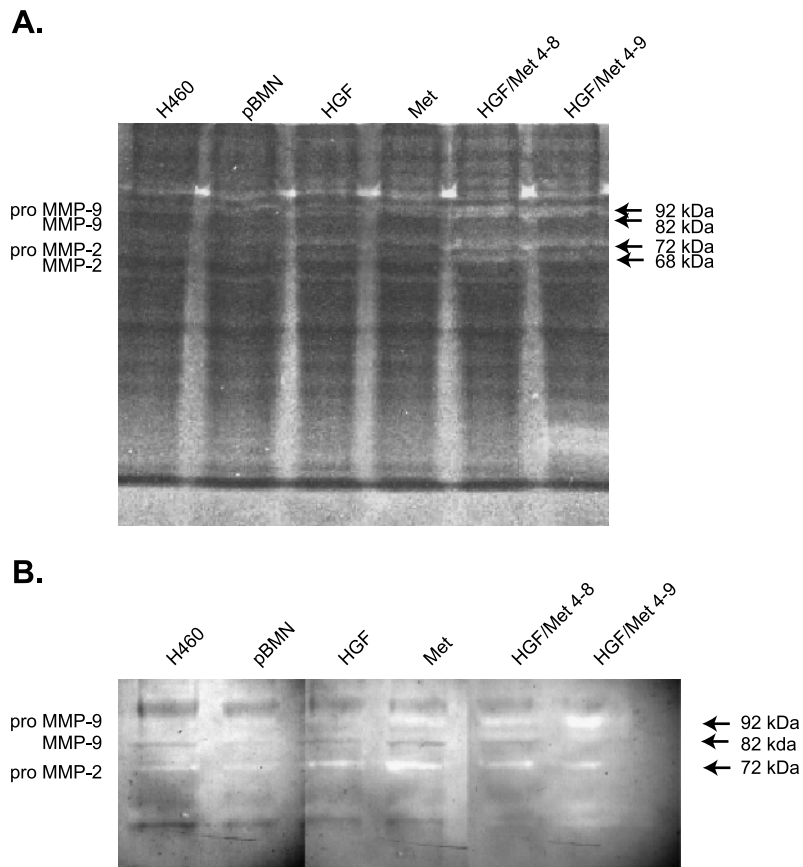 A.
H460 pBMN HGF Met HGF/Met 4-8 HGF/Met 4-9
pro MMP-9 92 kDa
MMP-9 82 kDa
pro MMP-2 72 kDa
MMP-2 68 kDa
B.
H460 pBMN HGF Met HGF/Met 4-8 HGF/Met 4-9
pro MMP-9 92 kDa
MMP-9 82 kda
pro MMP-2 72 kDa